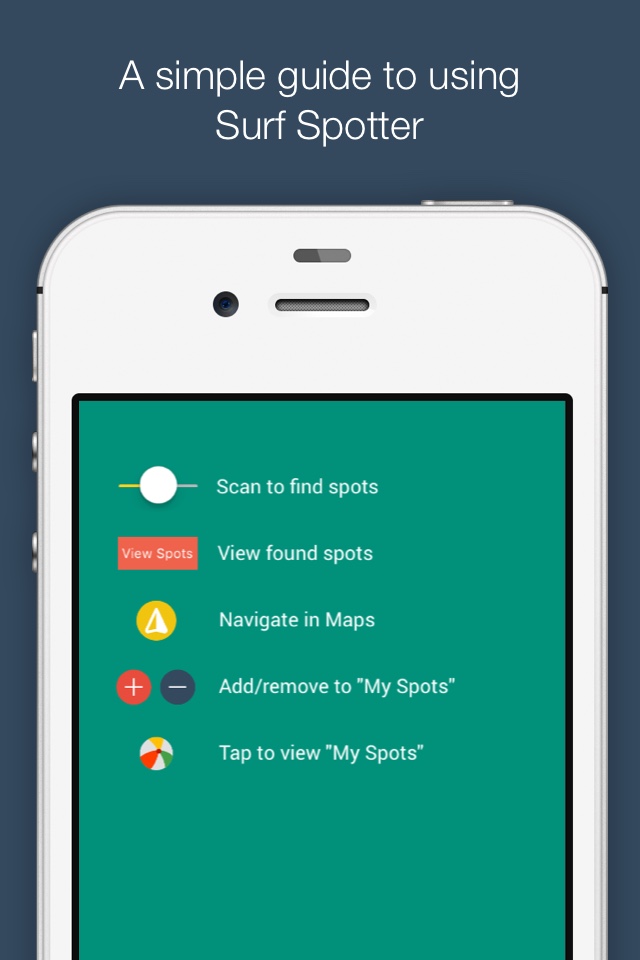 A simple guide to using
Surf Spotter
Scan to find spots
View Spots
View found spots
Navigate in Maps
Add/remove to "My Spots"
Tap to view "My Spots"